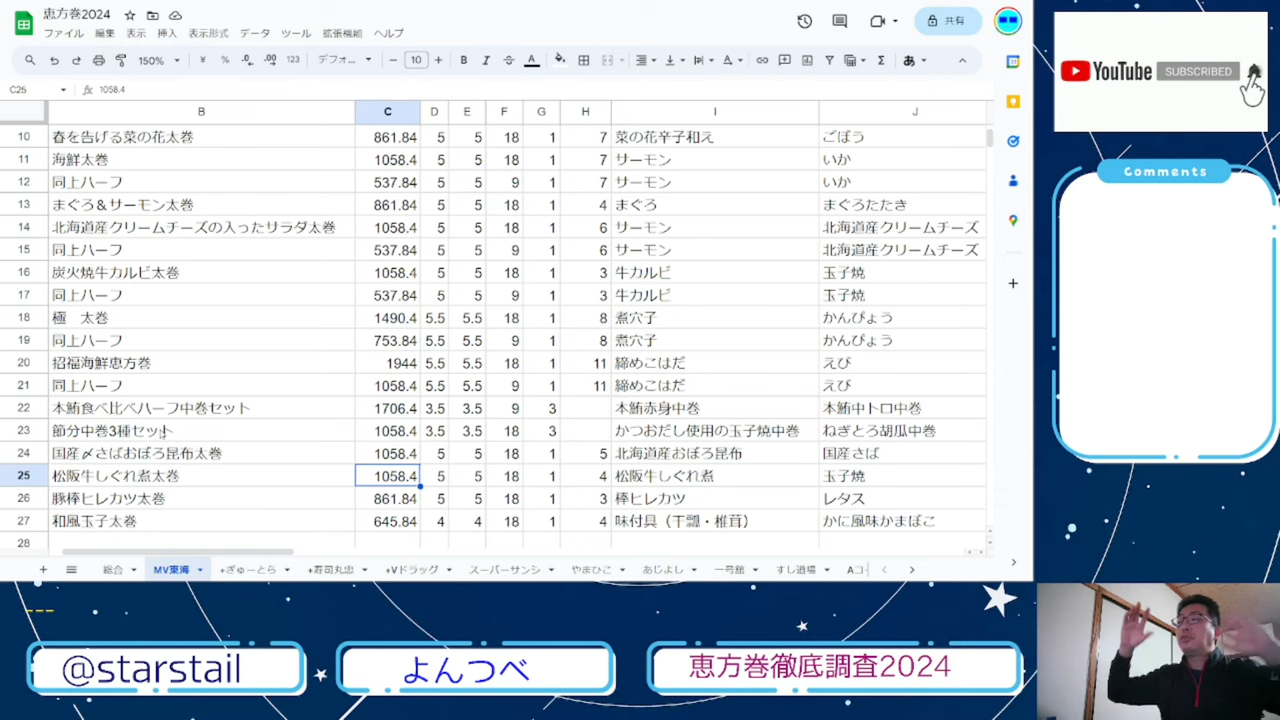 恵方巻2024
ファイル 編集 表示 挿入 表示形式 データ ツール 拡張機能 ヘルプ
共有
150% ¥ % .0 .00 123 デフォ... 10 B I A あ
C25 fx 1058.4
B C D E F G H I J
10 春を告げる菜の花太巻 861.84 5 5 18 1 7 菜の花辛子和え ごぼう
11 海鮮太巻 1058.4 5 5 18 1 7 サーモン いか
12 同上ハーフ 537.84 5 5 9 1 7 サーモン いか
13 まぐろ＆サーモン太巻 861.84 5 5 18 1 4 まぐろ まぐろたたき
14 北海道産クリームチーズの入ったサラダ太巻 1058.4 5 5 18 1 6 サーモン 北海道産クリームチーズ
15 同上ハーフ 537.84 5 5 9 1 6 サーモン 北海道産クリームチーズ
16 炭火焼牛カルビ太巻 1058.4 5 5 18 1 3 牛カルビ 玉子焼
17 同上ハーフ 537.84 5 5 9 1 3 牛カルビ 玉子焼
18 極　太巻 1490.4 5.5 5.5 18 1 8 煮穴子 かんぴょう
19 同上ハーフ 753.84 5.5 5.5 9 1 8 煮穴子 かんぴょう
20 招福海鮮恵方巻 1944 5.5 5.5 18 1 11 締めこはだ えび
21 同上ハーフ 1058.4 5.5 5.5 9 1 11 締めこはだ えび
22 本鮪食べ比べハーフ中巻セット 1706.4 3.5 3.5 9 3 本鮪赤身中巻 本鮪中トロ中巻
23 節分中巻3種セット 1058.4 3.5 3.5 18 3 かつおだし使用の玉子焼中巻 ねぎとろ胡瓜中巻
24 国産〆さばおぼろ昆布太巻 1058.4 5 5 18 1 5 北海道産おぼろ昆布 国産さば
25 松阪牛しぐれ煮太巻 1058.4 5 5 18 1 4 松阪牛しぐれ煮 玉子焼
26 豚棒ヒレカツ太巻 861.84 5 5 18 1 3 棒ヒレカツ レタス
27 和風玉子太巻 645.84 4 4 18 1 4 味付具（干瓢・椎茸） かに風味かまぼこ
28
総合 MV東海 +ぎゅーとら +寿司丸忠 +Vドラッグ スーパーサンシ やまひこ あじよし 一号舘 すし道場 Aコ
YouTube SUBSCRIBED
Comments
@starstail
よんつべ
恵方巻徹底調査2024